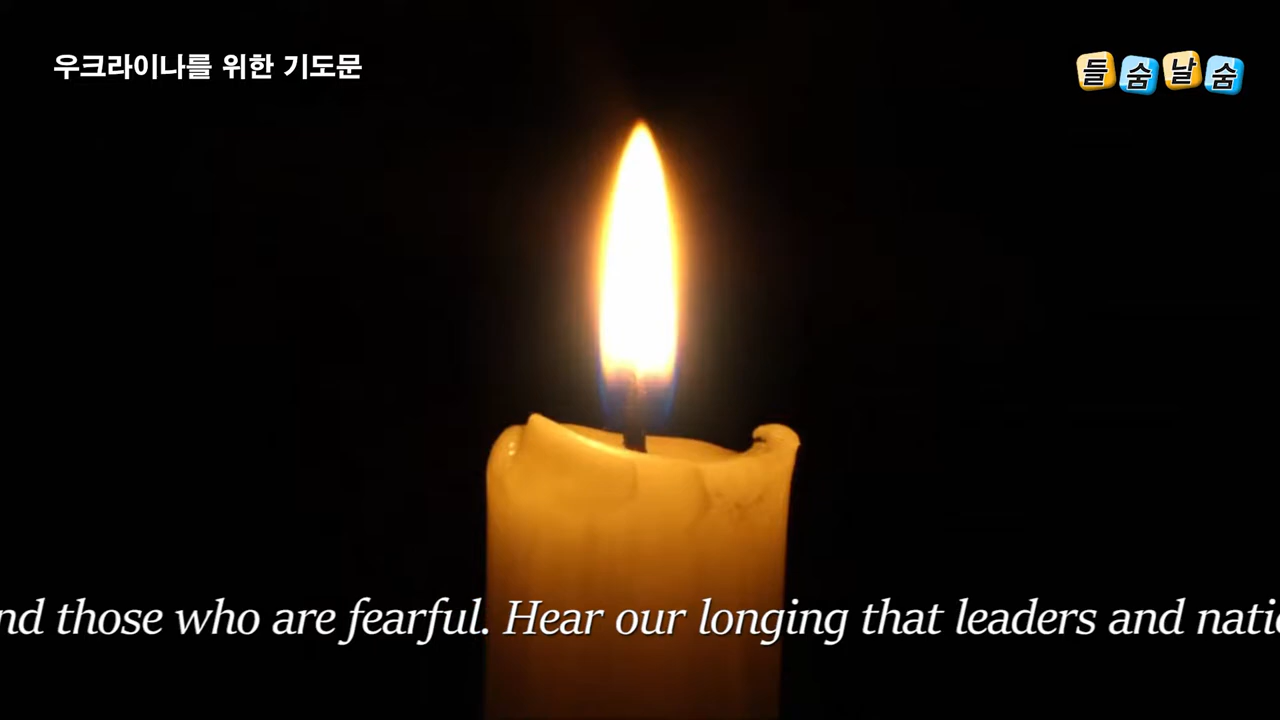 우크라이나를 위한 기도문
들숨날숨
nd those who are fearful. Hear our longing that leaders and natio